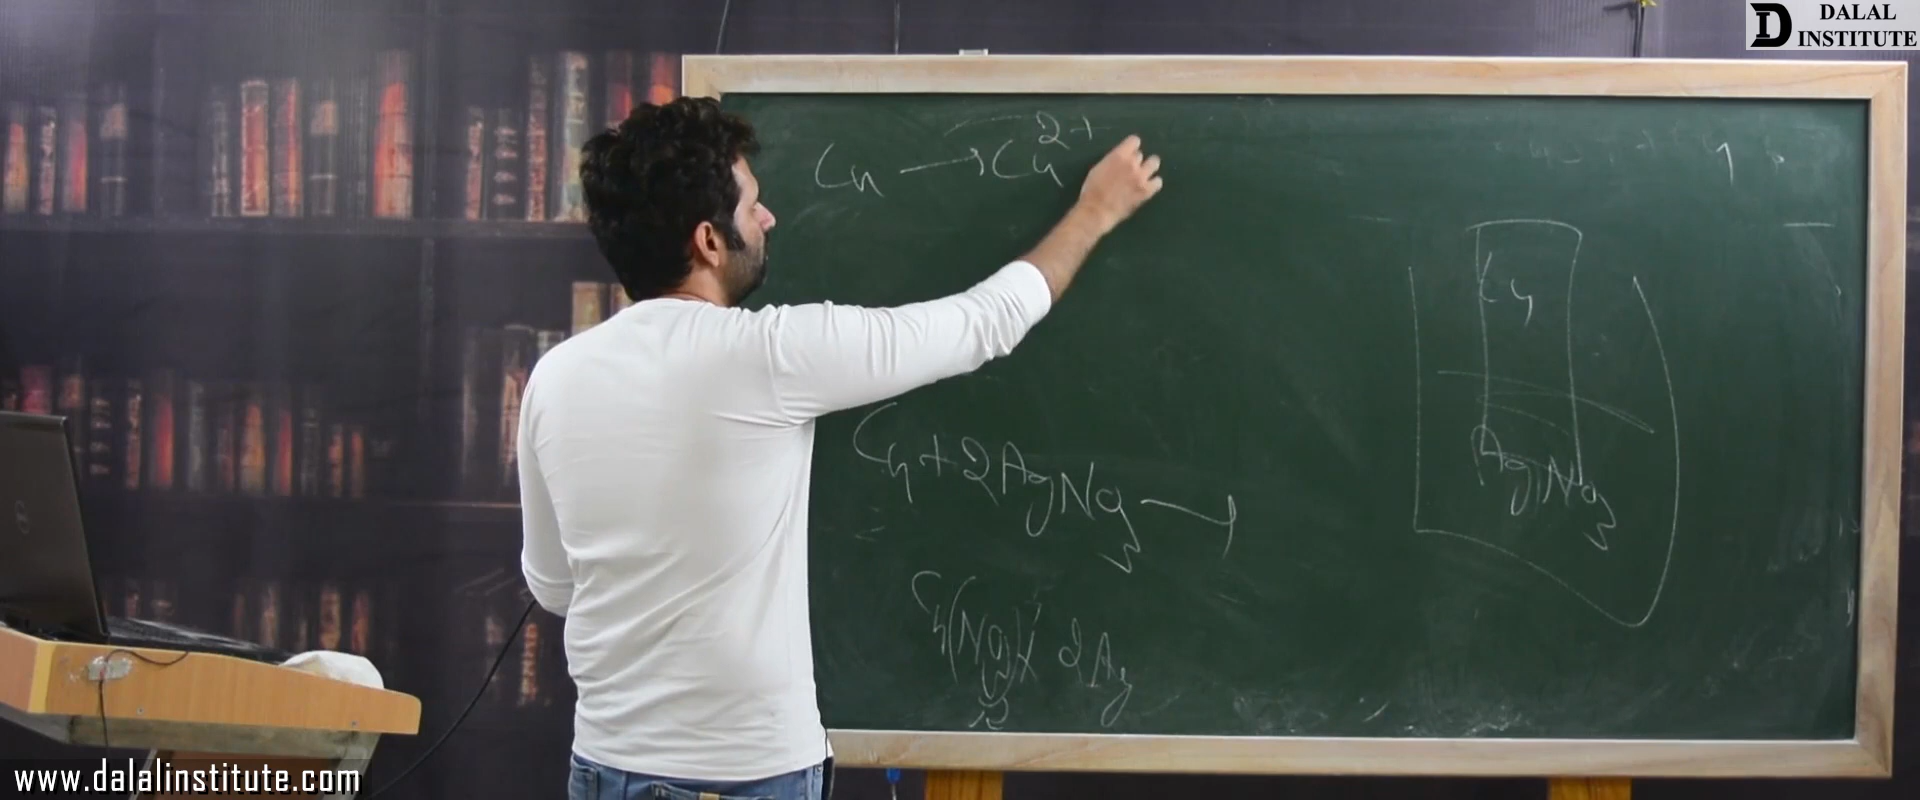 DALAL
INSTITUTE
Cu → Cu²⁺
Cu
Cu + 2AgNO₃ →
AgNO₃
Cu(NO₃)₂ + 2Ag
www.dalalinstitute.com